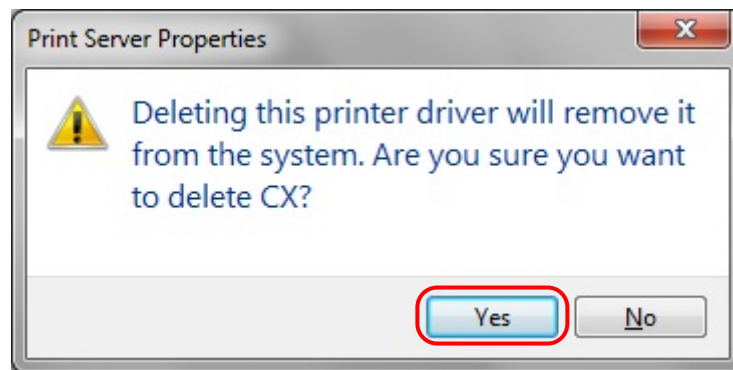 Print Server Properties
Deleting this printer driver will remove it
from the system. Are you sure you want
to delete CX?
Yes
No